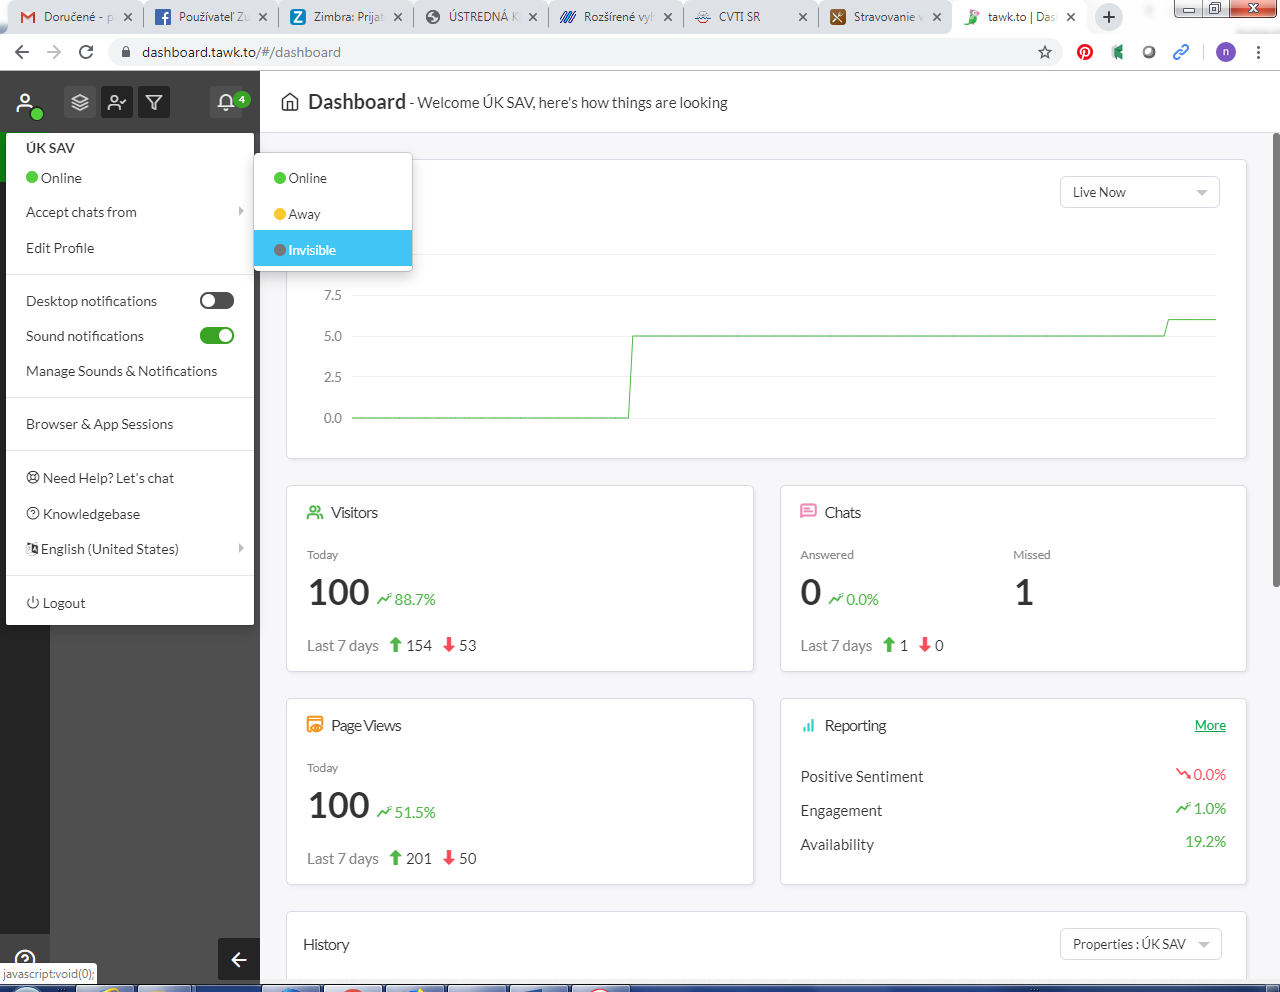 Doručené - p
Používateľ Zu
Zimbra: Prijat
ÚSTREDNÁ K
Rozšírené vyh
CVTI SR
Stravovanie v
tawk.to | Das
dashboard.tawk.to/#/dashboard
n
4
Dashboard - Welcome ÚK SAV, here's how things are looking
ÚK SAV
Online
Accept chats from
Edit Profile
Desktop notifications
Sound notifications
Manage Sounds & Notifications
Browser & App Sessions
Need Help? Let's chat
Knowledgebase
English (United States)
Logout
Online
Away
Invisible
Live Now
7.5
5.0
2.5
0.0
Visitors
Today
100 88.7%
Last 7 days 154 53
Chats
Answered Missed
0 0.0% 1
Last 7 days 1 0
Page Views
Today
100 51.5%
Last 7 days 201 50
Reporting More
Positive Sentiment 0.0%
Engagement 1.0%
Availability 19.2%
History Properties : ÚK SAV
javascript:void(0);